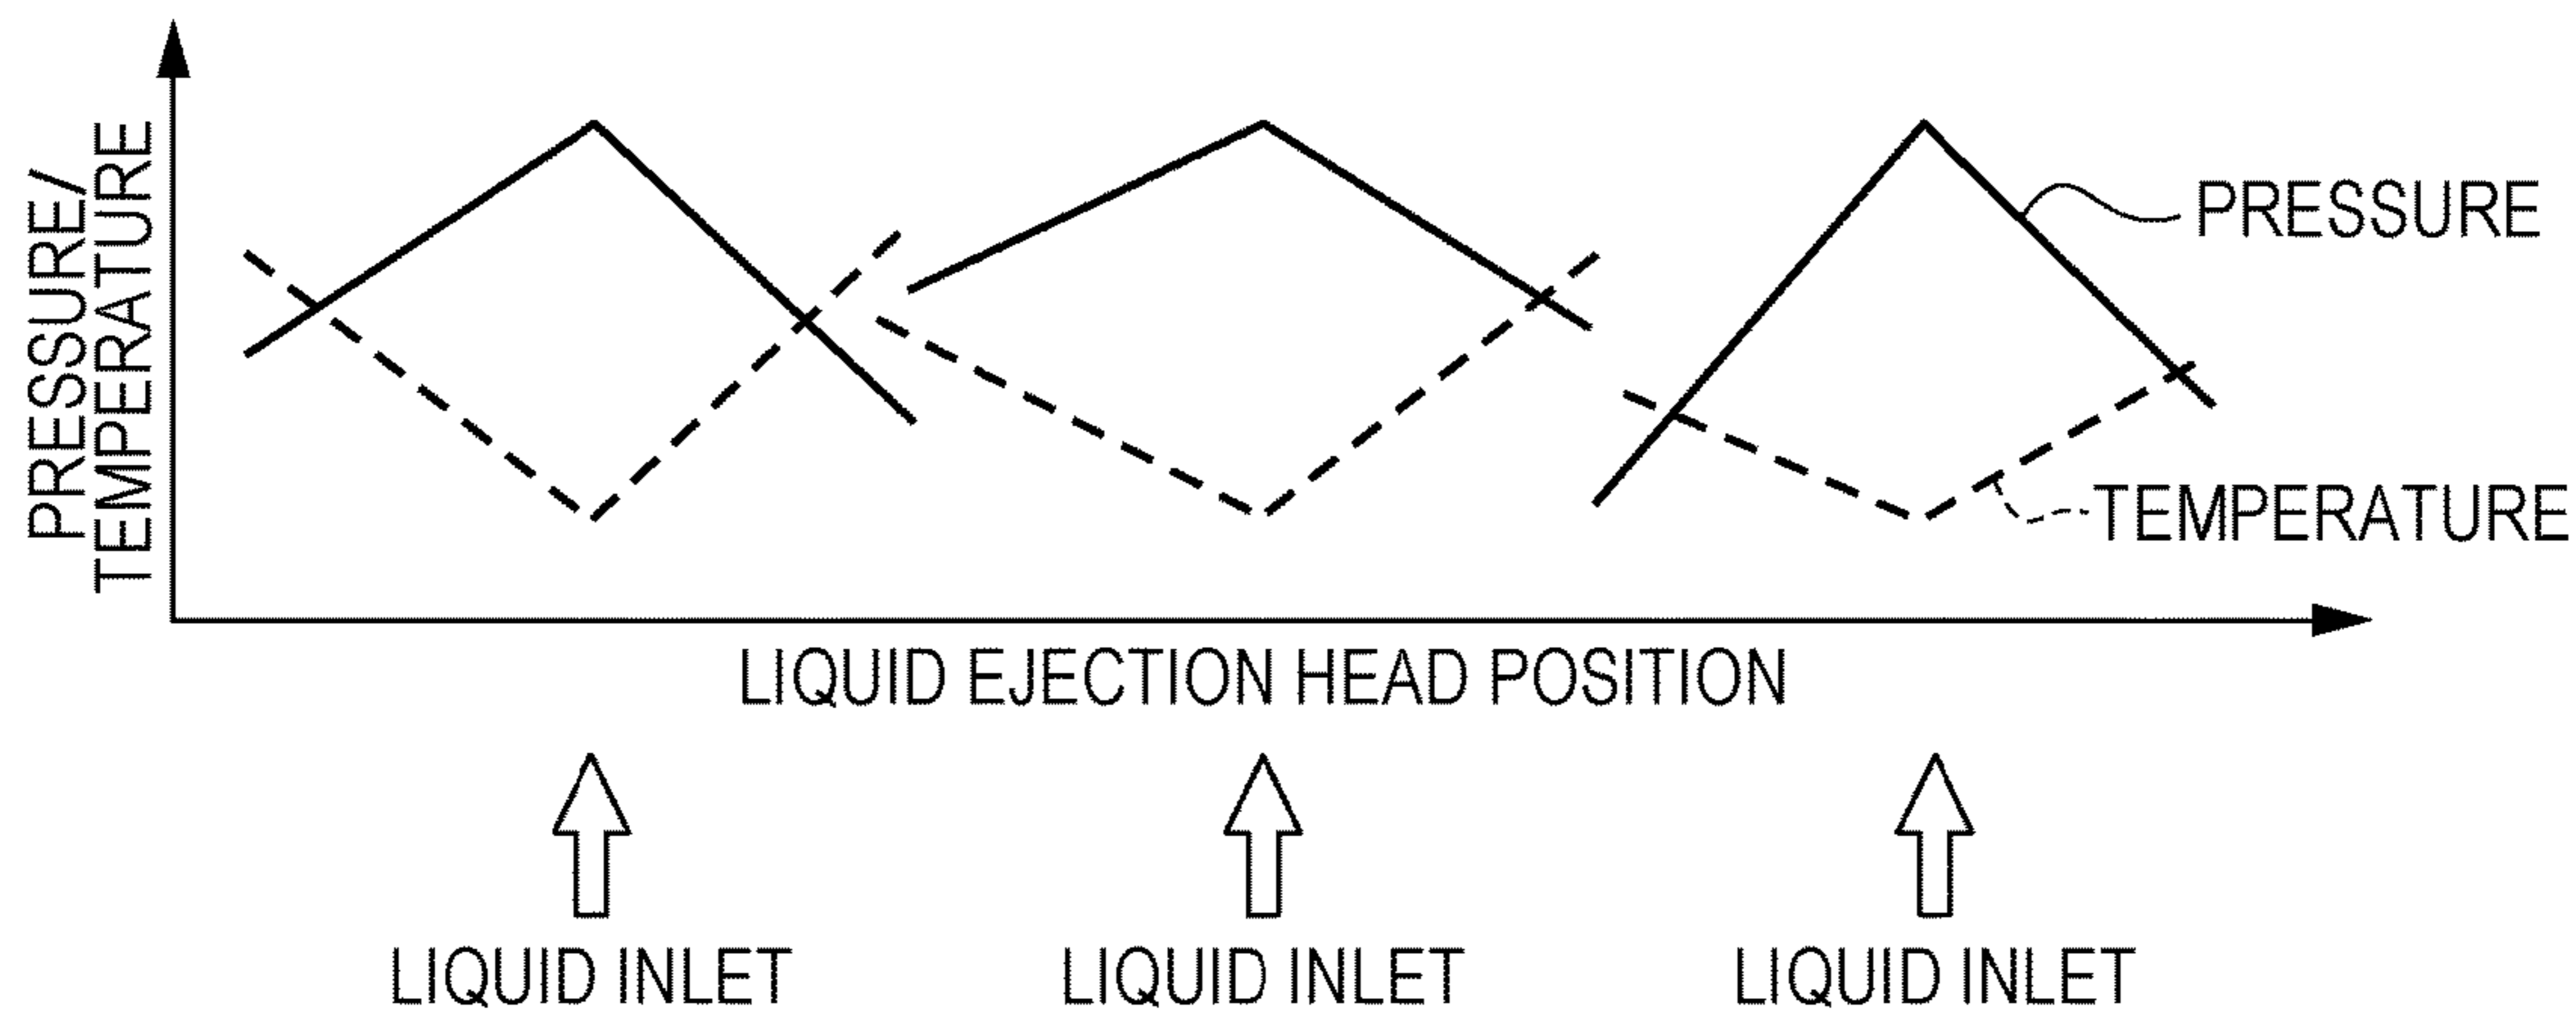 PRESSURE/
TEMPERATURE
PRESSURE
TEMPERATURE
LIQUID EJECTION HEAD POSITION
LIQUID INLET
LIQUID INLET
LIQUID INLET